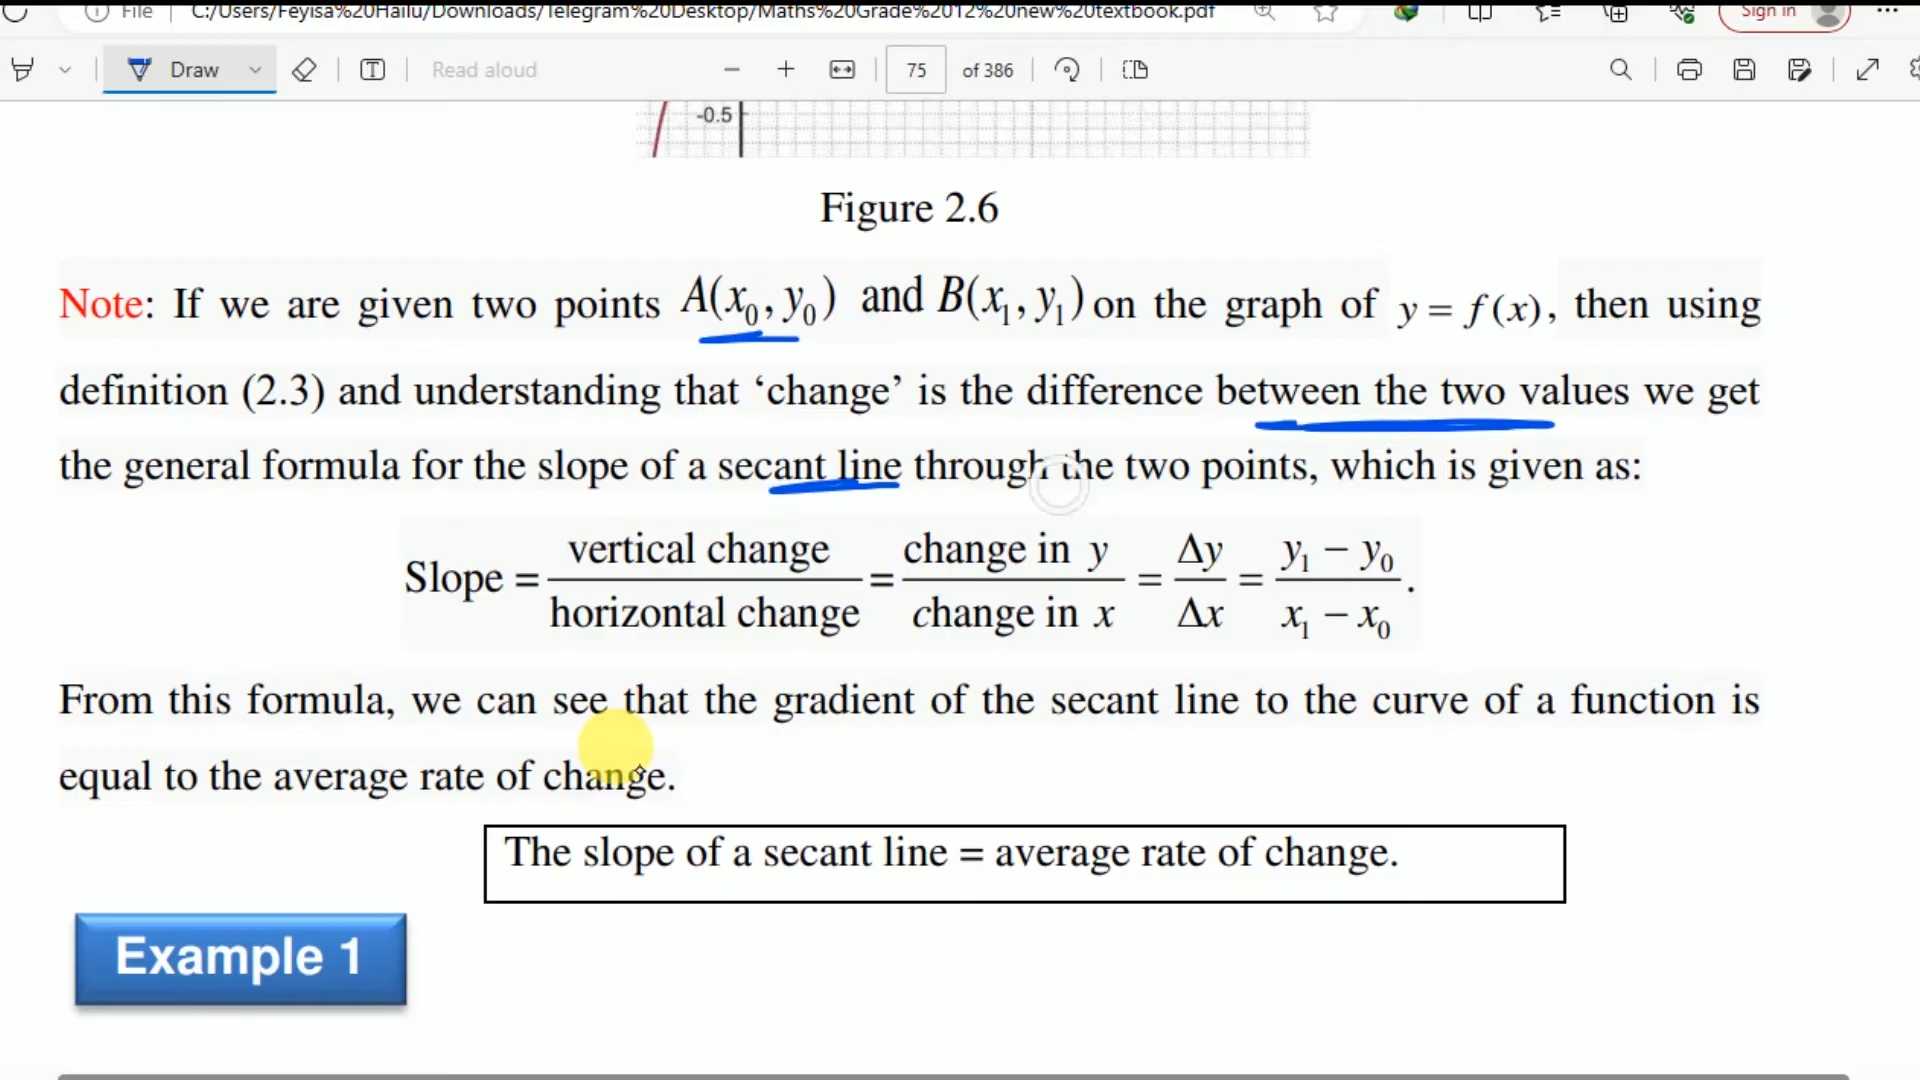 File C:/Users/Feyisa%20Hailu/Downloads/Telegram%20Desktop/Maths%20Grade%2012%20new%20textbook.pdf Sign in
Draw Read aloud 75 of 386
-0.5
Figure 2.6
Note: If we are given two points A(x₀, y₀) and B(x₁, y₁) on the graph of y = f(x), then using
definition (2.3) and understanding that ‘change’ is the difference between the two values we get
the general formula for the slope of a secant line through the two points, which is given as:
Slope = vertical change / horizontal change = change in y / change in x = Δy / Δx = y₁ − y₀ / x₁ − x₀ .
From this formula, we can see that the gradient of the secant line to the curve of a function is
equal to the average rate of change.
The slope of a secant line = average rate of change.
Example 1